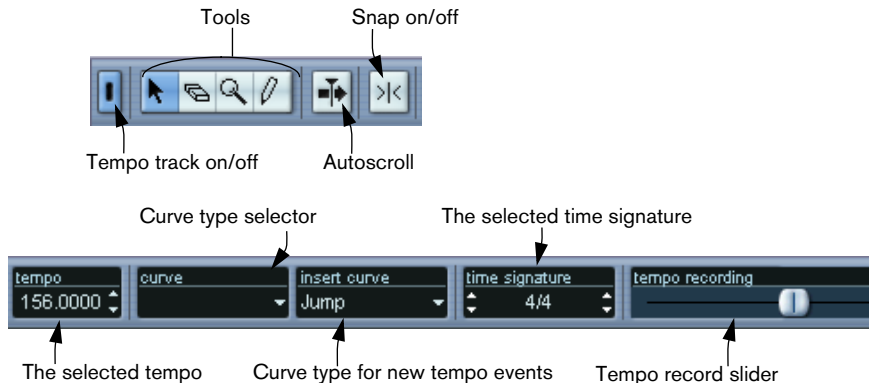 Tools Snap on/off
Tempo track on/off Autoscroll
Curve type selector The selected time signature
tempo curve insert curve time signature tempo recording
156.0000 Jump 4/4
The selected tempo Curve type for new tempo events Tempo record slider